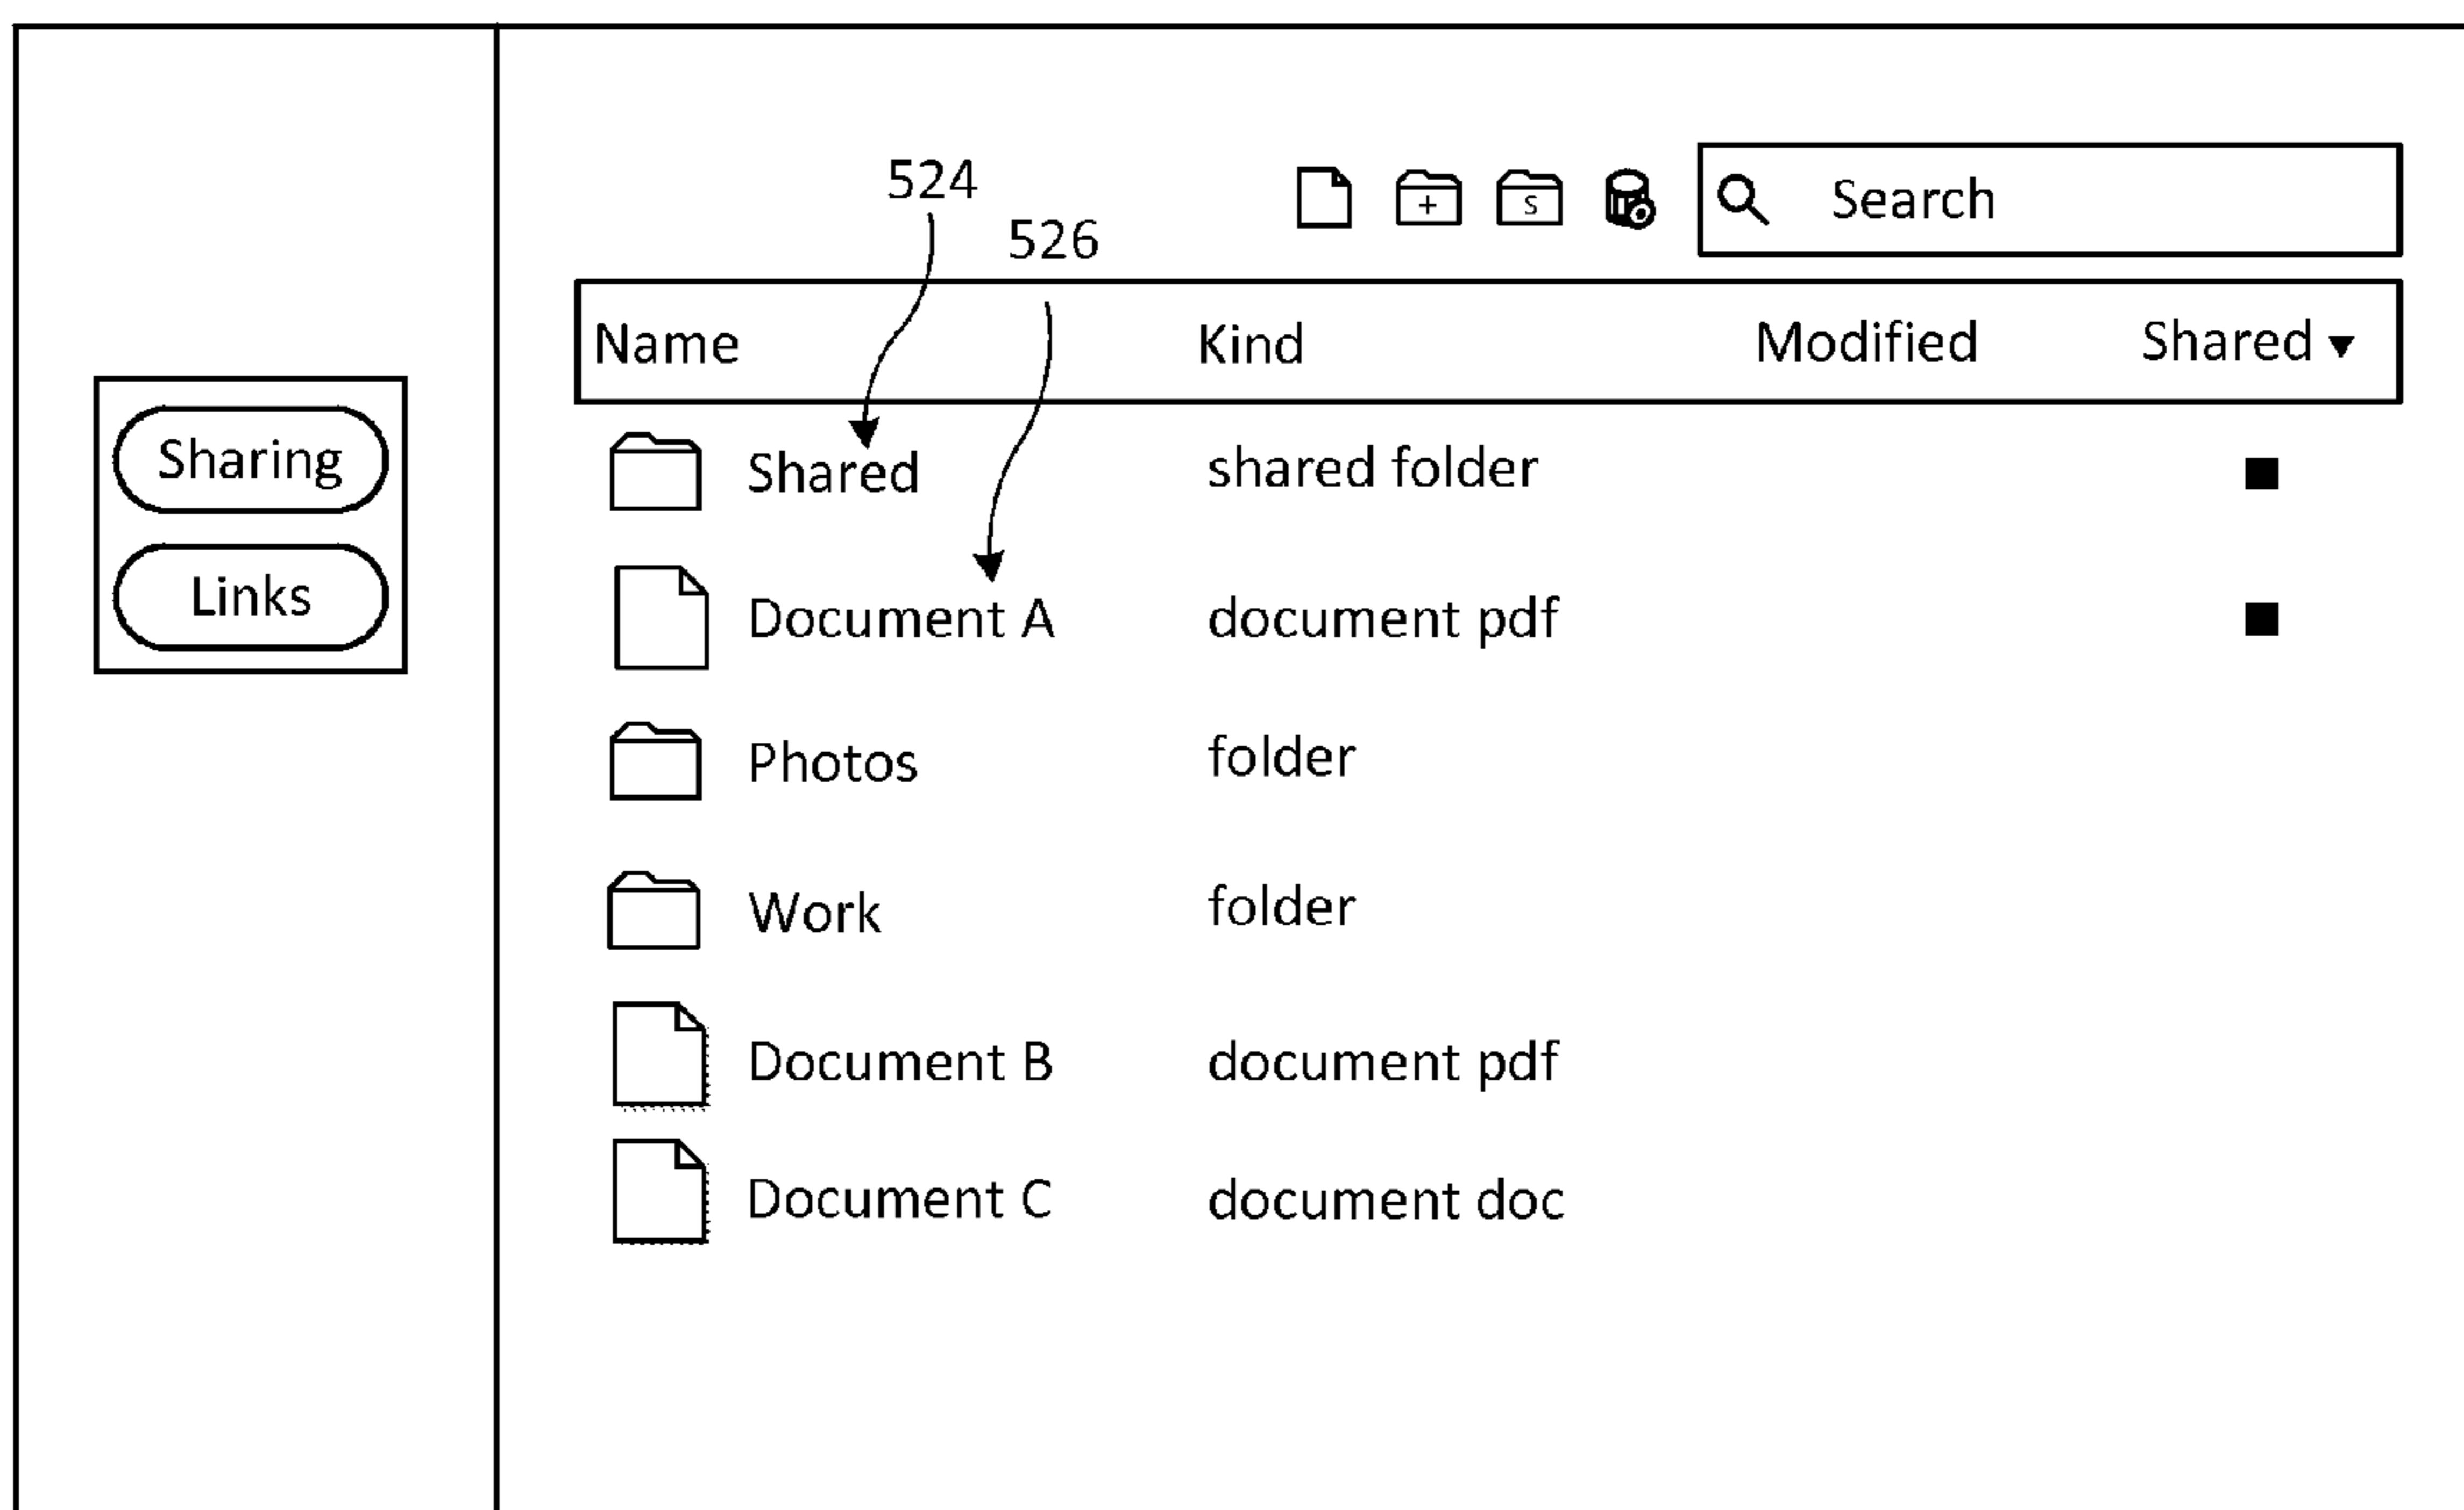 524
526
+
S
Search
Name Kind Modified Shared ▼
Sharing
Links
Shared shared folder ■
Document A document pdf ■
Photos folder
Work folder
Document B document pdf
Document C document doc